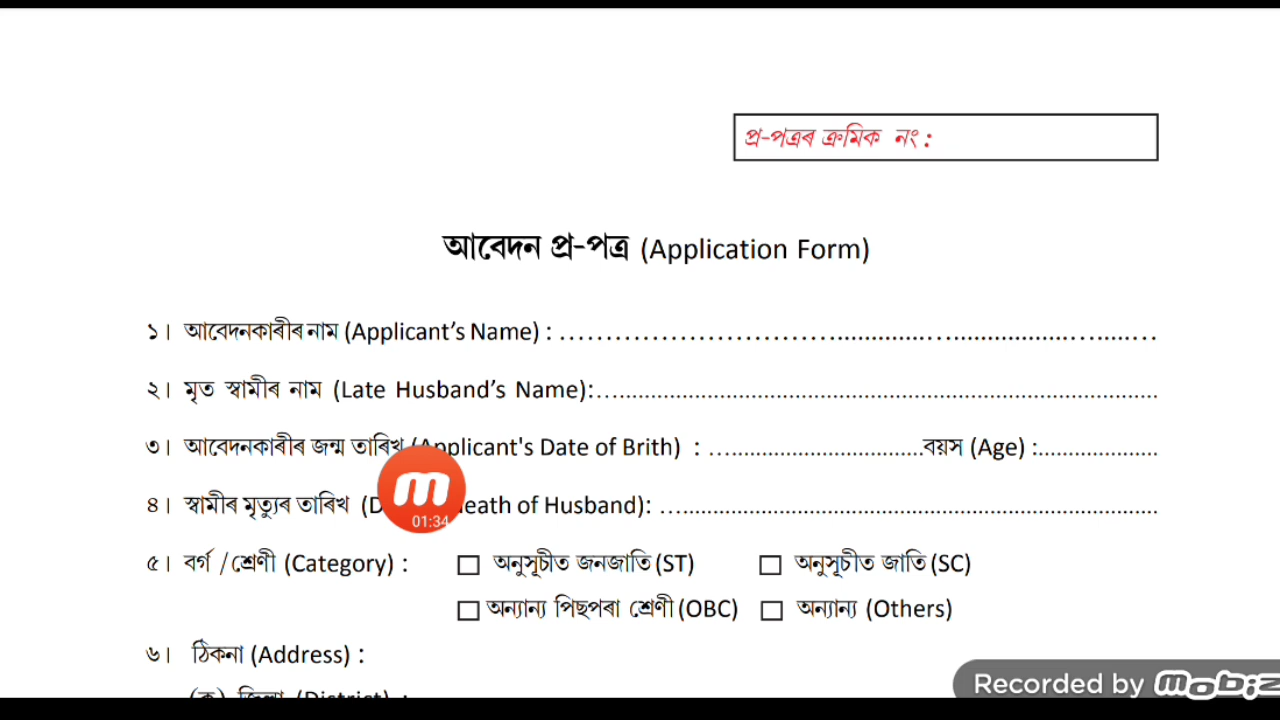 প্ৰ-পত্ৰৰ ক্ৰমিক নং :
আবেদন প্ৰ-পত্ৰ (Application Form)
১। আবেদনকাৰীৰ নাম (Applicant’s Name) : ........................................................
২। মৃত স্বামীৰ নাম (Late Husband’s Name):........................................................
৩। আবেদনকাৰীৰ জন্ম তাৰিখ (Applicant's Date of Brith) : ..............................বয়স (Age) :....................
৪। স্বামীৰ মৃত্যুৰ তাৰিখ of Husband): ........................................................
01:34
৫। বৰ্গ /শ্ৰেণী (Category) : অনুসূচীত জনজাতি (ST) অনুসূচীত জাতি (SC)
অন্যান্য পিছপৰা শ্ৰেণী (OBC) অন্যান্য (Others)
৬। ঠিকনা (Address) :
(ক) জিলা (District) :
Recorded by